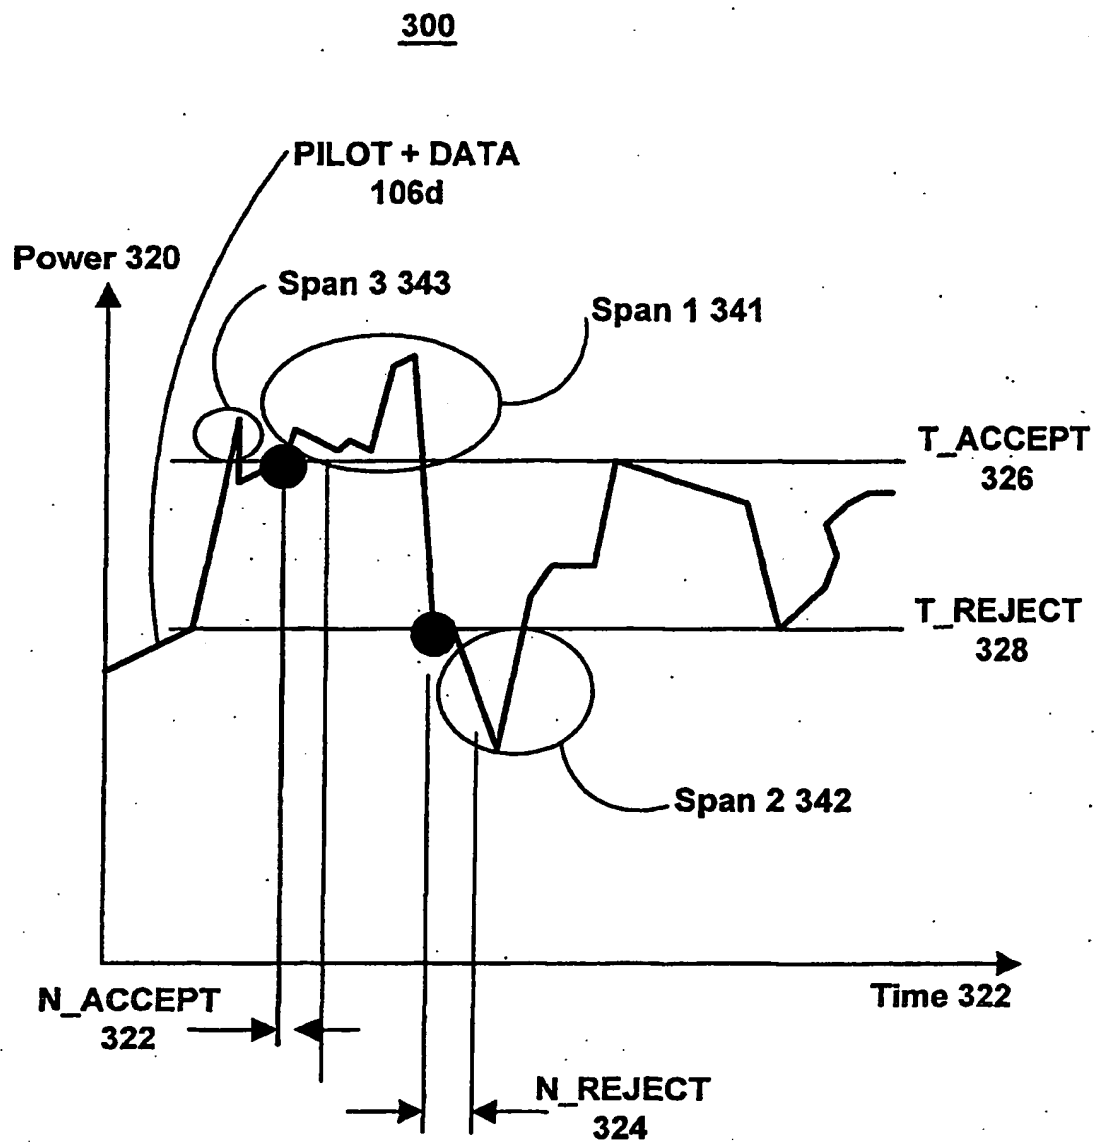 300
PILOT + DATA
106d
Power 320
Span 3 343
Span 1 341
T_ACCEPT
326
T_REJECT
328
Span 2 342
Time 322
N_ACCEPT
322
N_REJECT
324